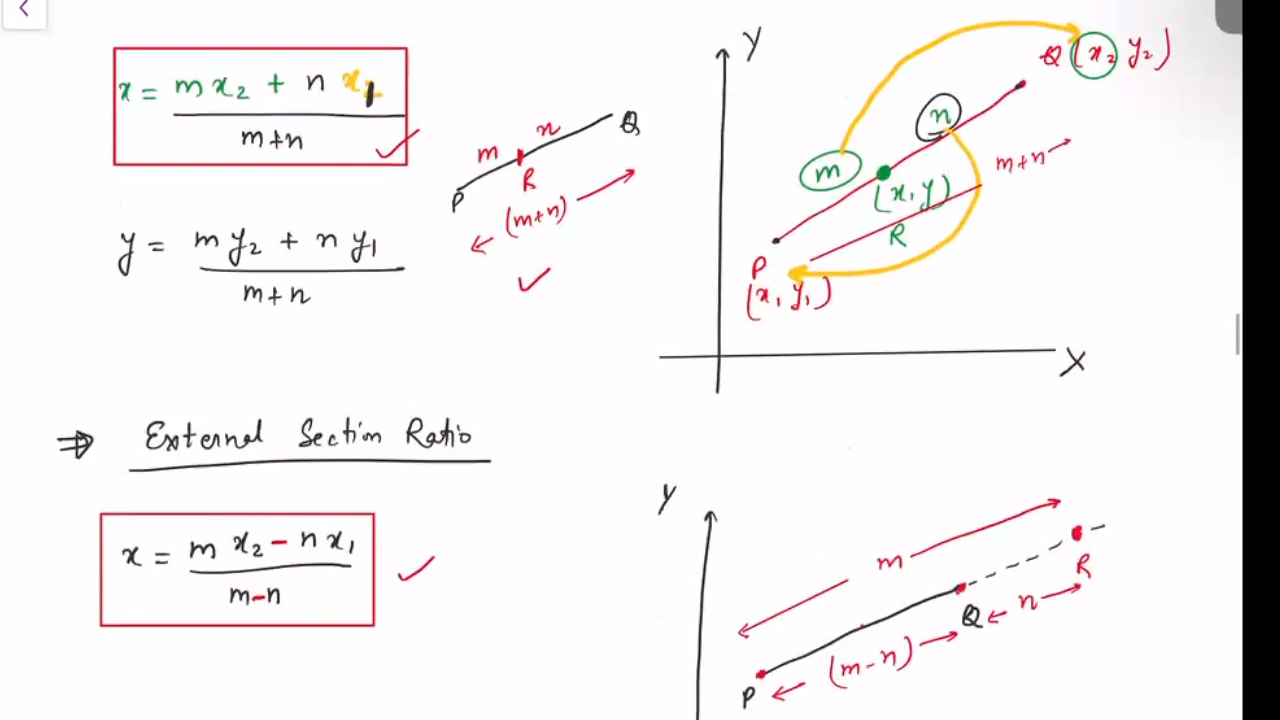 x = m x₂ + n x₁
m+n
y = m y₂ + n y₁
m+n
m
n
Q
R
P
(m+n)
Y
Q (x₂ y₂)
n
m
m+n
(x, y)
R
P
(x₁ y₁)
X
⇒ External Section Ratio
x = m x₂ - n x₁
m-n
Y
m
R
n
Q
(m-n)
P